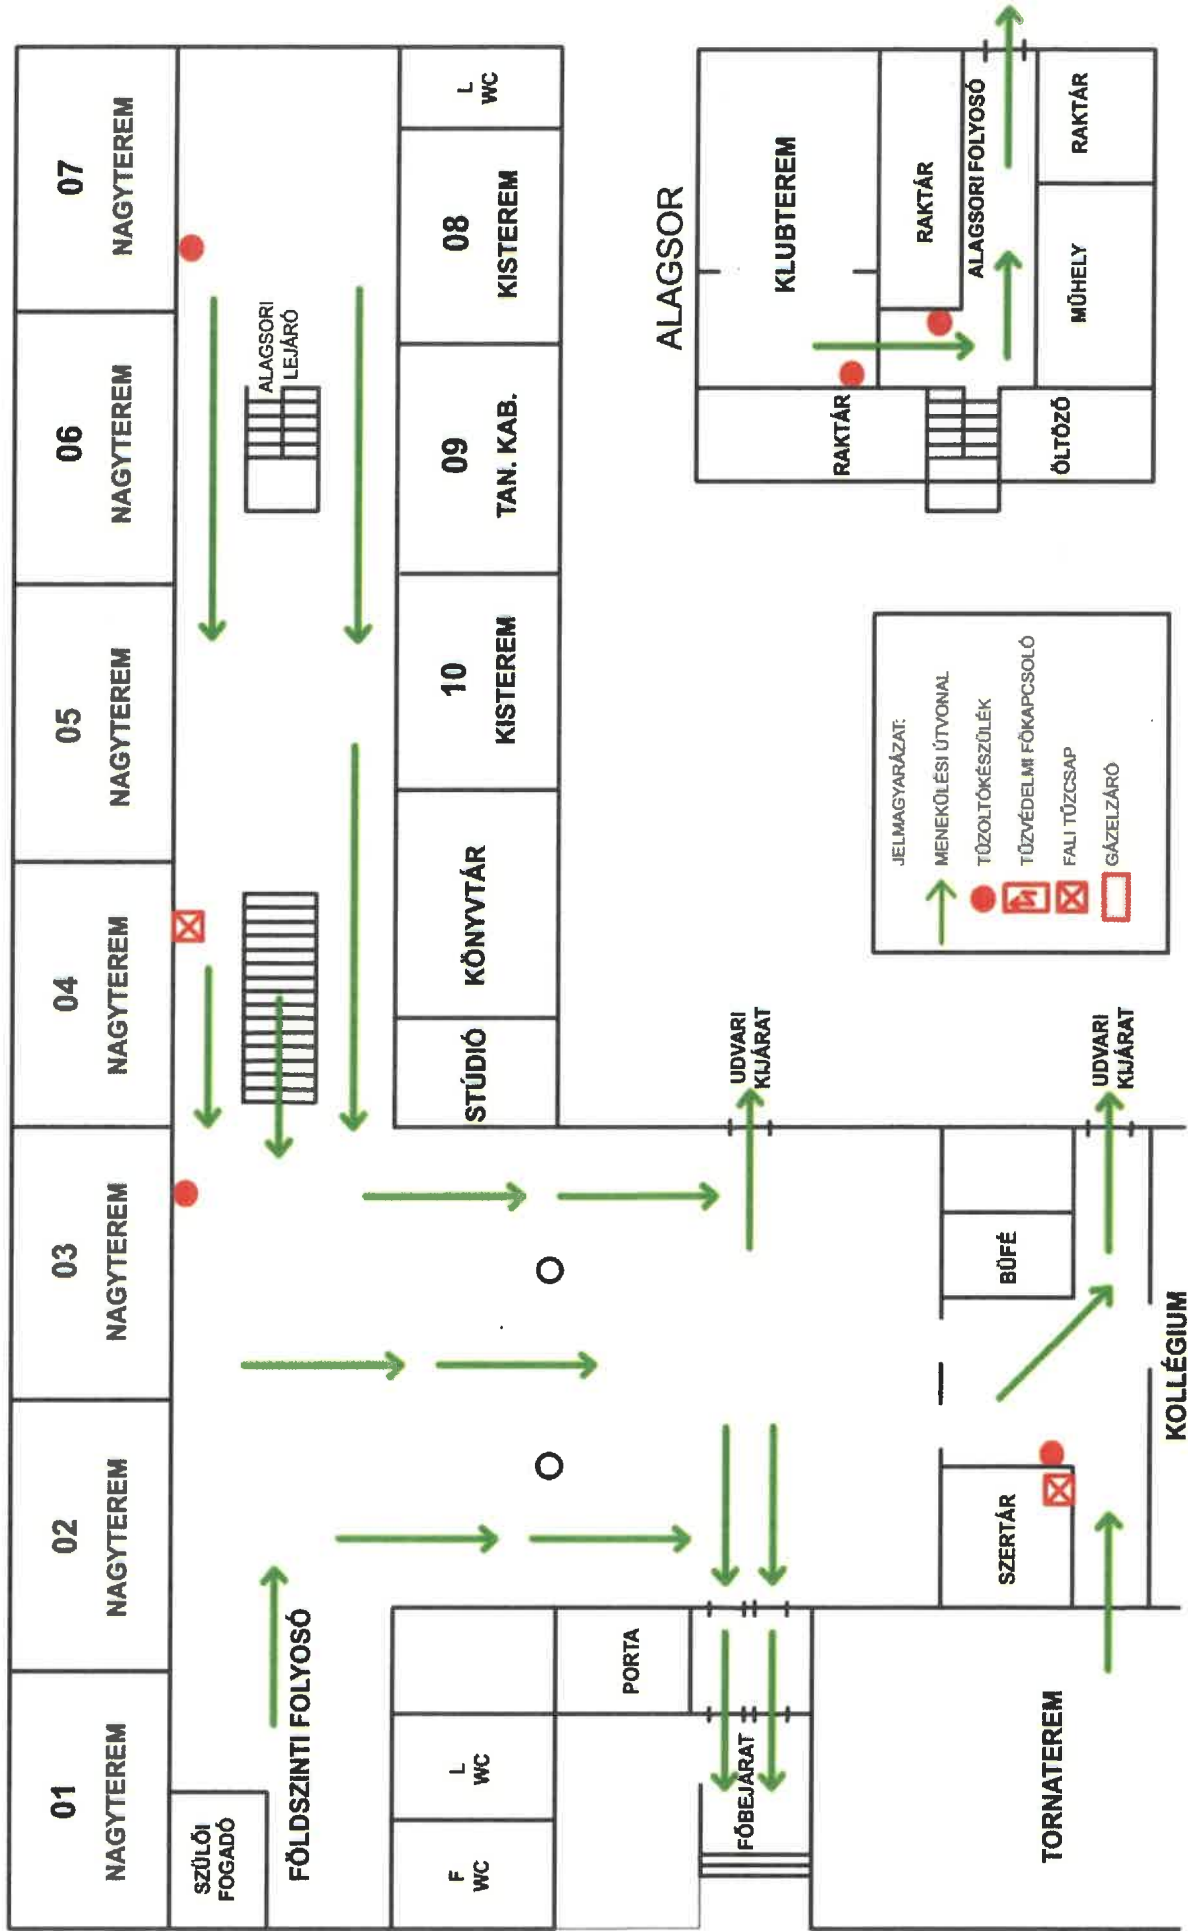 01
NAGYTEREM
02
NAGYTEREM
03
NAGYTEREM
04
NAGYTEREM
05
NAGYTEREM
06
NAGYTEREM
07
NAGYTEREM
SZÜLŐI
FOGADÓ
FÖLDSZINTI FOLYOSÓ
ALAGSORI
LEJÁRÓ
F
WC
L
WC
STÚDIÓ
KÖNYVTÁR
10
KISTEREM
09
TAN. KAB.
08
KISTEREM
L
WC
PORTA
FŐBEJÁRAT
UDVARI
KIJÁRAT
TORNATEREM
SZERTÁR
BÜFÉ
UDVARI
KIJÁRAT
KOLLÉGIUM
JELMAGYARÁZAT:
MENEKÜLÉSI ÚTVONAL
TŰZOLTÓKÉSZÜLÉK
TŰZVÉDELMI FŐKAPCSOLÓ
FALI TŰZCSAP
GÁZELZÁRÓ
ALAGSOR
KLUBTEREM
RAKTÁR
RAKTÁR
ALAGSORI FOLYOSÓ
ÖLTÖZŐ
MŰHELY
RAKTÁR